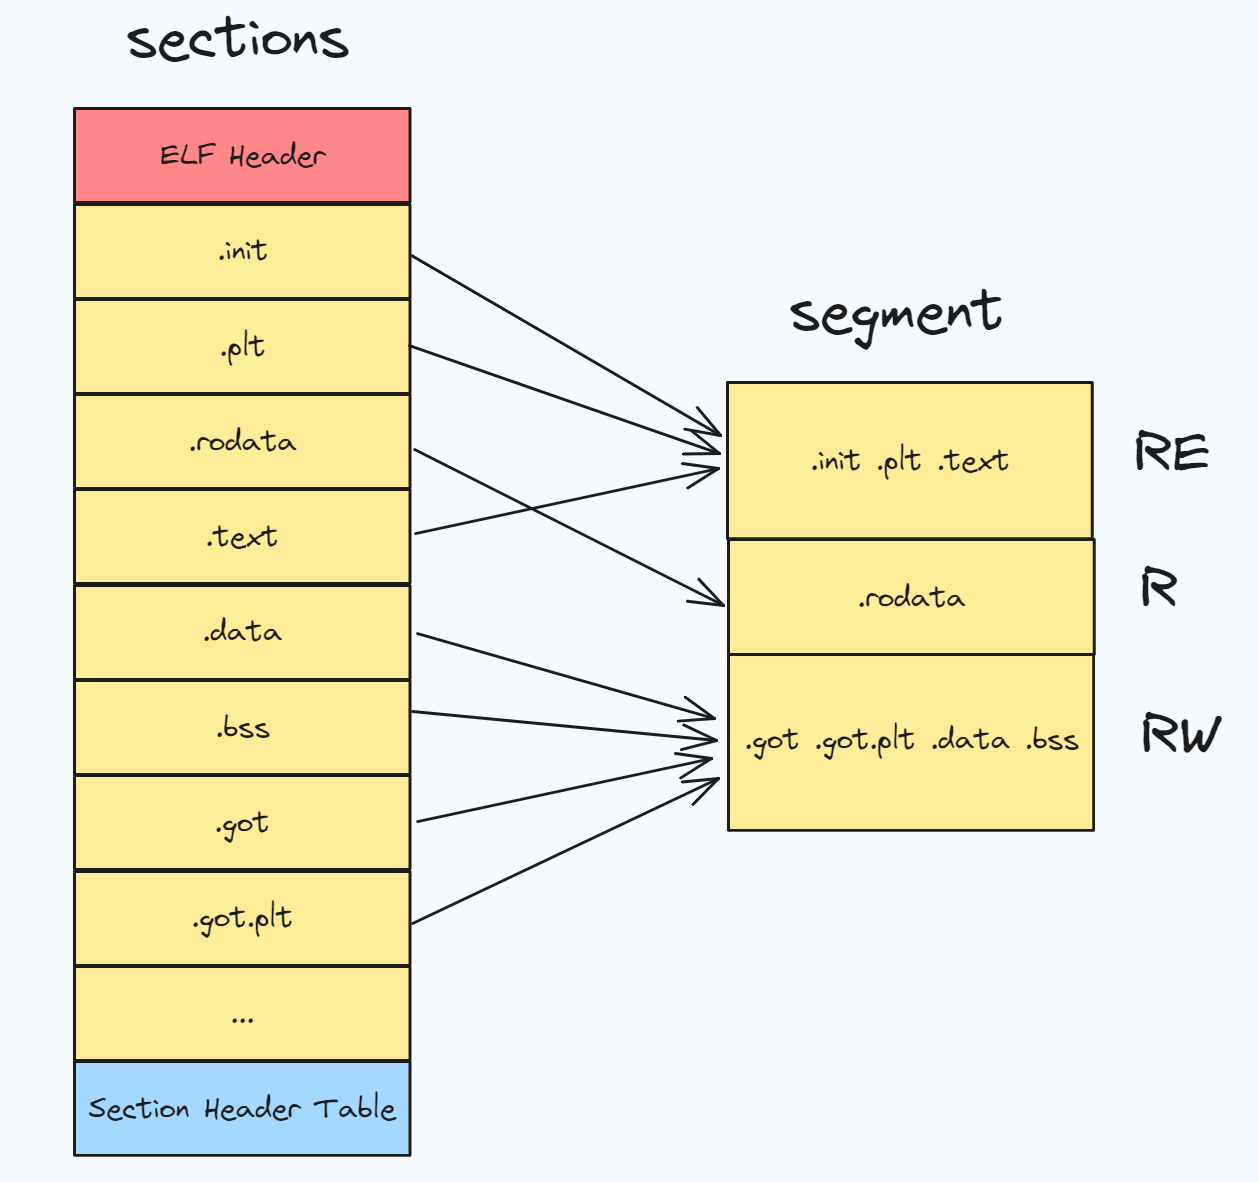 sections
ELF Header
.init
.plt
.rodata
.text
.data
.bss
.got
.got.plt
...
Section Header Table
segment
.init .plt .text
RE
.rodata
R
.got .got.plt .data .bss
RW